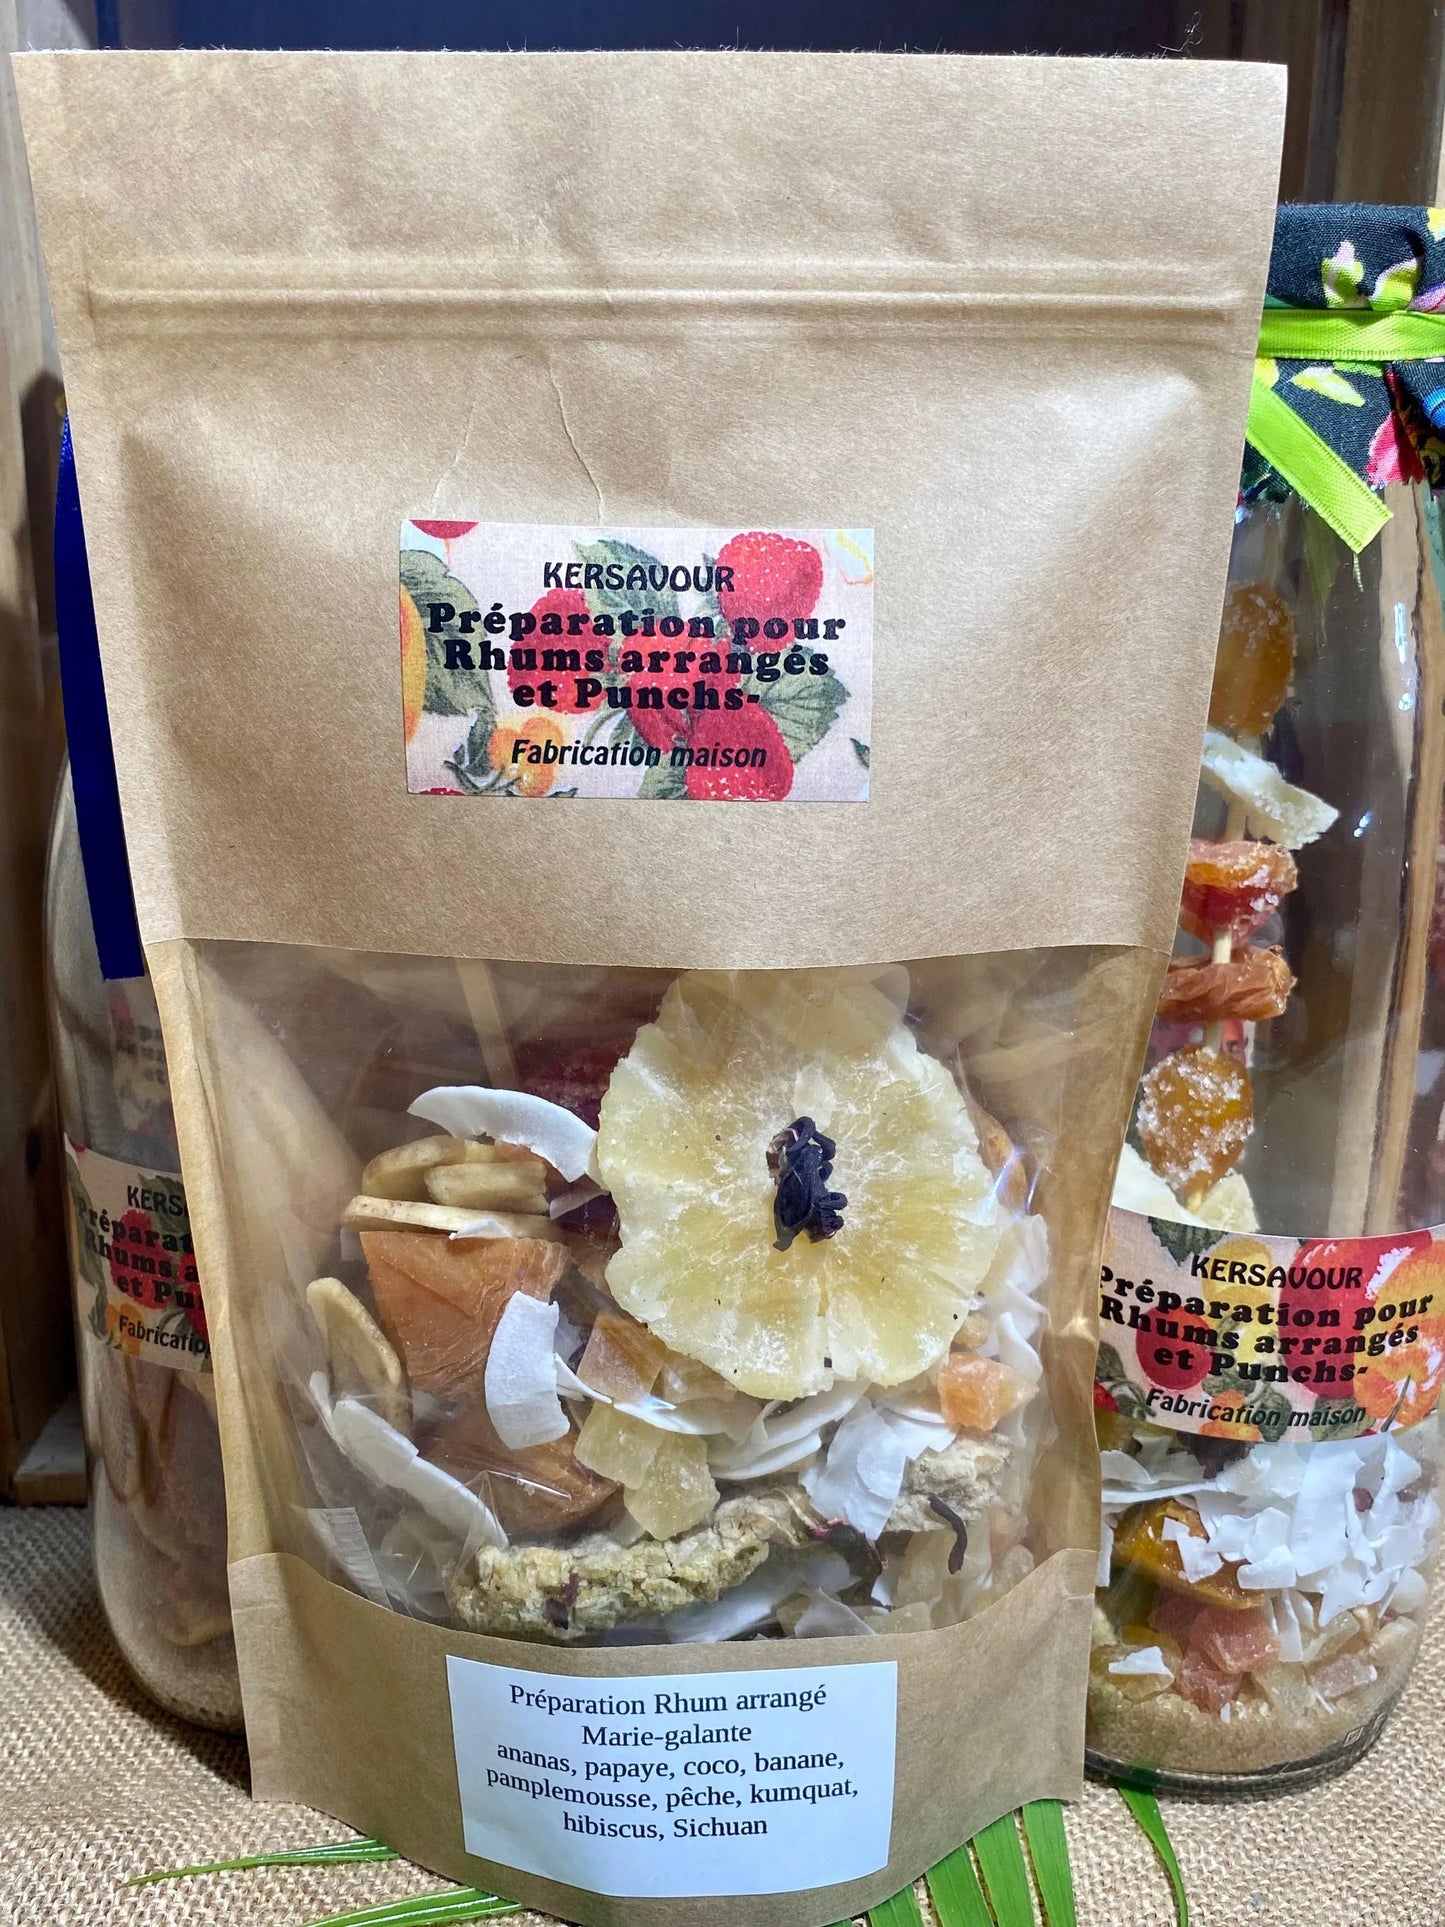 KERSAVOUR
Préparation pour
Rhums arrangés
et Punchs-
Fabrication maison
Préparation Rhum arrangé
Marie-galante
ananas, papaye, coco, banane,
pamplemousse, pêche, kumquat,
hibiscus, Sichuan
KERSAVOUR
Préparation pour
Rhums arrangés
et Punchs-
Fabrication maison